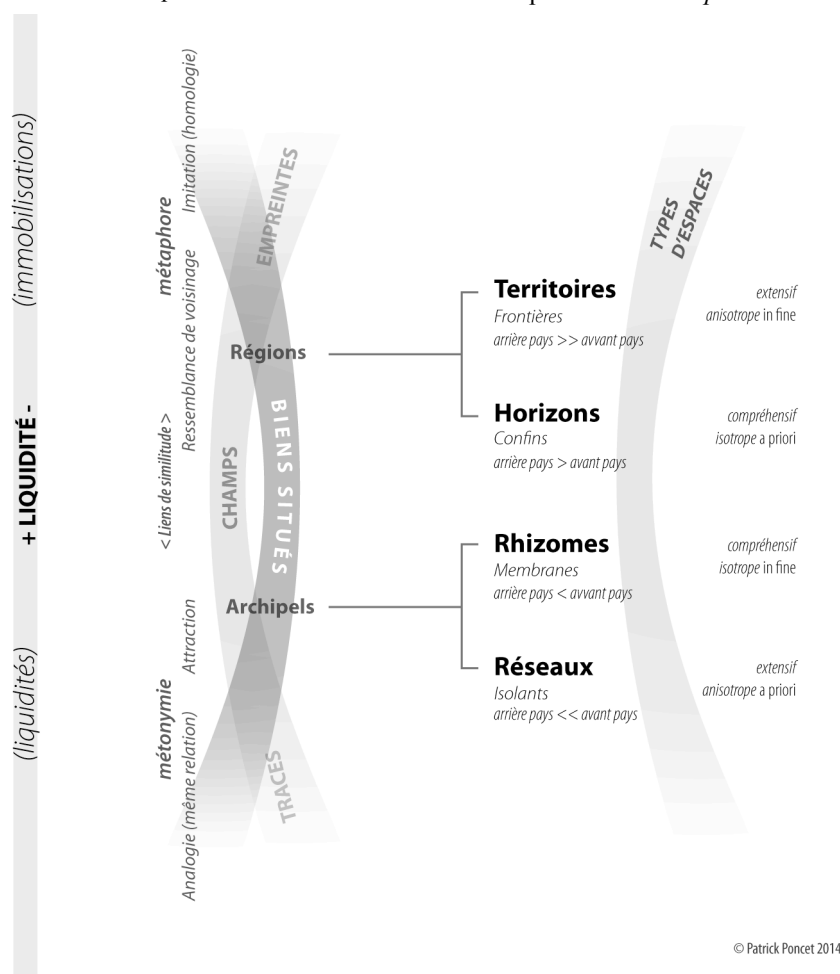 (immobilisations)
+ LIQUIDITÉ -
(liquidités)
métaphore
métonymie
< Liens de similitude >
Imitation (homologie)
Ressemblance de voisinage
Attraction
Analogie (même relation)
EMPREINTES
CHAMPS
BIENS SITUÉS
TRACES
Régions
Archipels
Territoires
Frontières
arrière pays >> avvant pays
Horizons
Confins
arrière pays > avant pays
Rhizomes
Membranes
arrière pays < avvant pays
Réseaux
Isolants
arrière pays << avant pays
TYPES
D'ESPACES
extensif
anisotrope in fine
compréhensif
isotrope a priori
compréhensif
isotrope in fine
extensif
anisotrope a priori
© Patrick Poncet 2014